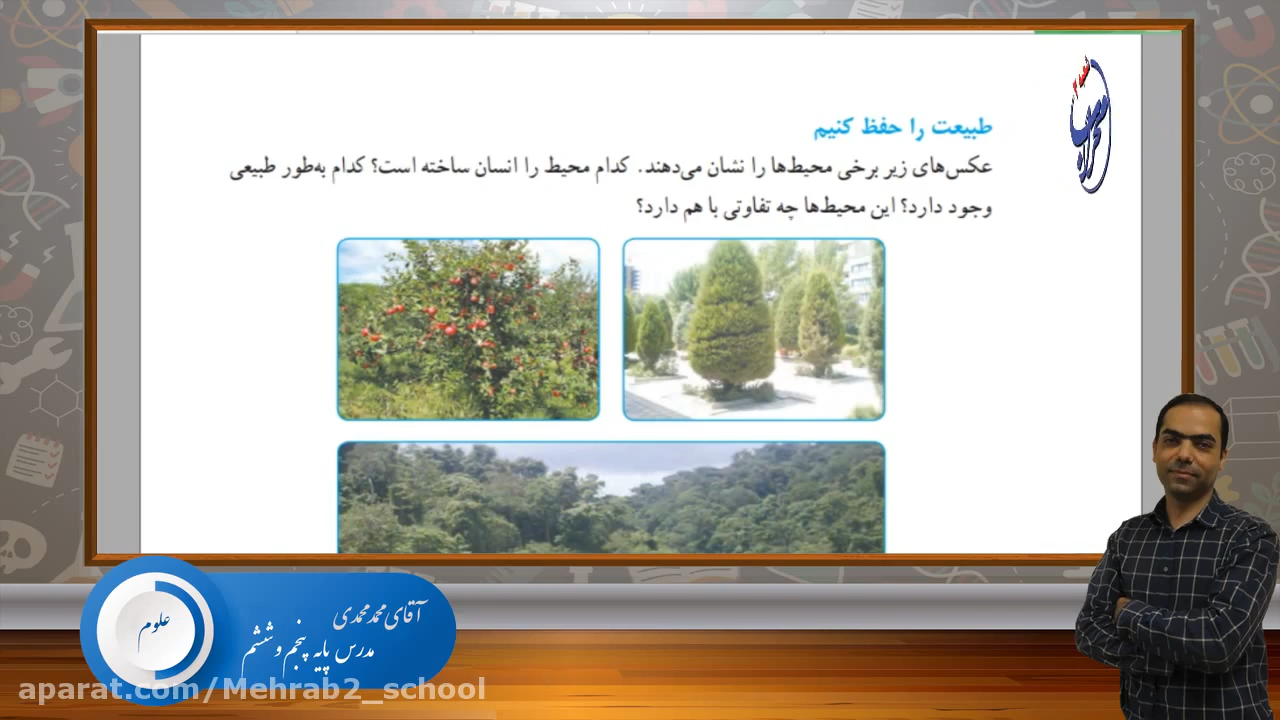 طبیعت را حفظ کنیم
عکس‌های زیر برخی محیط‌ها را نشان می‌دهند. کدام محیط را انسان ساخته است؟ کدام به‌طور طبیعی
وجود دارد؟ این محیط‌ها چه تفاوتی با هم دارد؟
محراب
علوم
آقای محمد محمدی
مدرس پایه پنجم و ششم
aparat.com/Mehrab2_school